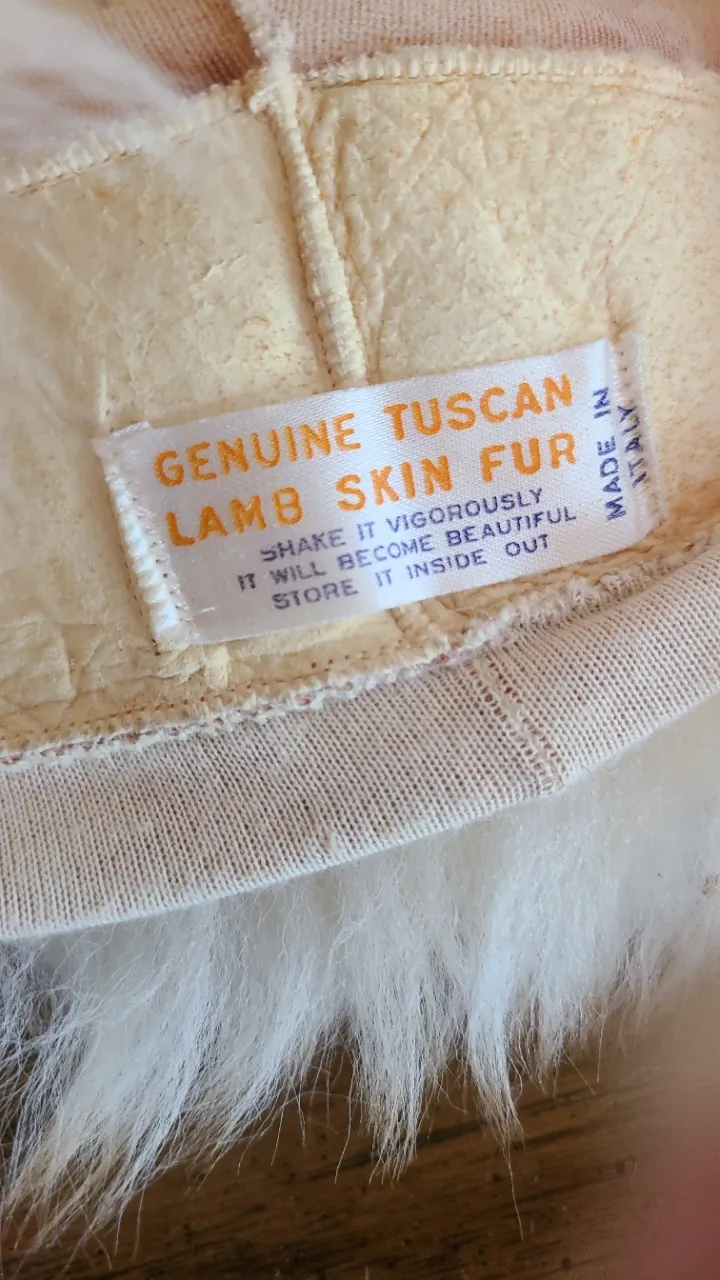 GENUINE TUSCAN
LAMB SKIN FUR
SHAKE IT VIGOROUSLY
IT WILL BECOME BEAUTIFUL
STORE IT INSIDE OUT
MADE IN
ITALY